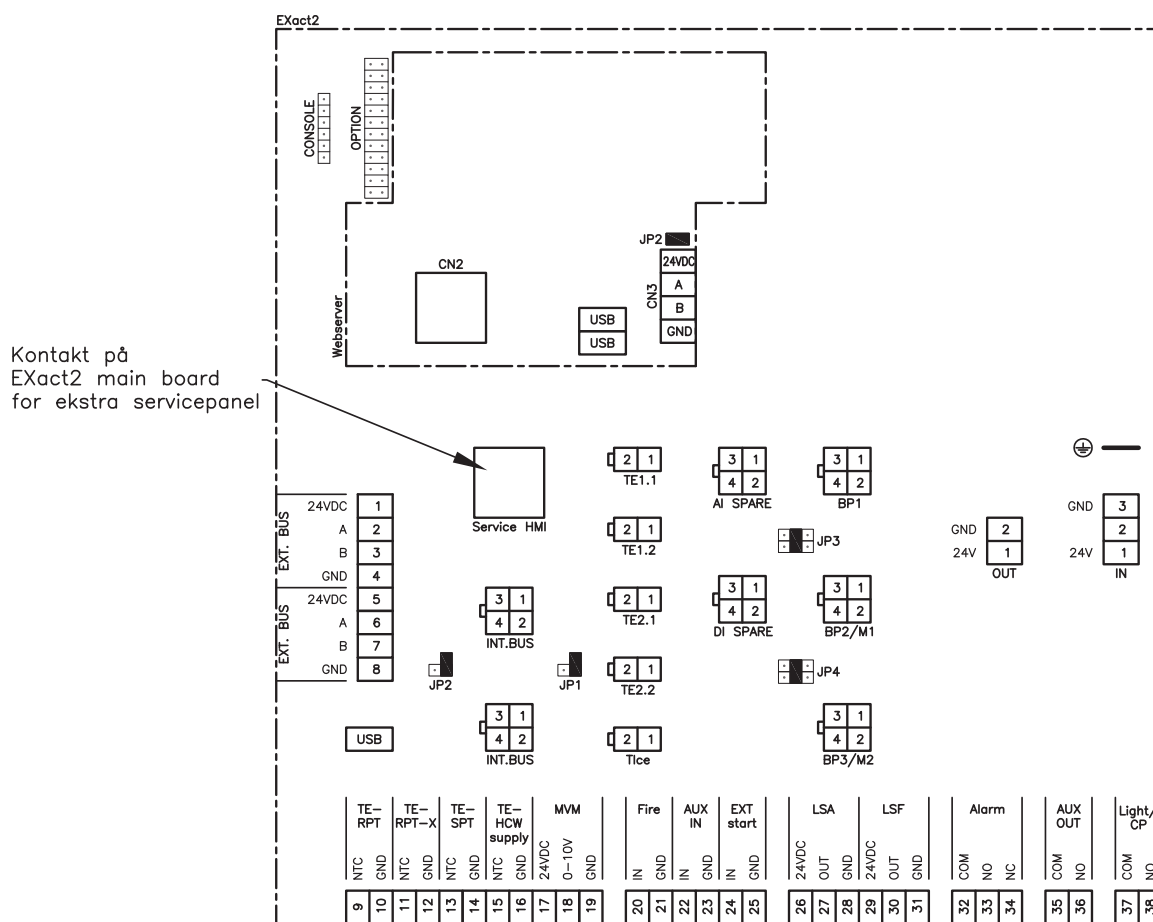 EXact2
CONSOLE
OPTION
JP2
CN2
24VDC
A
B
GND
CN3
USB
USB
Webserver
Kontakt på
EXact2 main board
for ekstra servicepanel
Service HMI
2 1
TE1.1
3 1
4 2
AI SPARE
3 1
4 2
BP1
EXT. BUS
24VDC 1
A 2
B 3
GND 4
EXT. BUS
24VDC 5
A 6
B 7
GND 8
2 1
TE1.2
JP3
GND 2
24V 1
OUT
GND 3
2
24V 1
IN
3 1
4 2
INT.BUS
2 1
TE2.1
3 1
4 2
DI SPARE
3 1
4 2
BP2/M1
JP2
JP1
2 1
TE2.2
JP4
USB
3 1
4 2
INT.BUS
2 1
TIce
3 1
4 2
BP3/M2
TE-
RPT
NTC
GND
9 10
TE-
RPT-X
NTC
GND
11 12
TE-
SPT
NTC
GND
13 14
TE-
HCW
supply
NTC
GND
15 16
MVM
24VDC
0-10V
GND
17 18 19
Fire
IN
GND
20 21
AUX
IN
IN
GND
22 23
EXT
start
IN
GND
24 25
LSA
24VDC
OUT
GND
26 27 28
LSF
24VDC
OUT
GND
29 30 31
Alarm
COM
NO
NC
32 33 34
AUX
OUT
COM
NO
35 36
Light/
CP
COM
NO
37 38